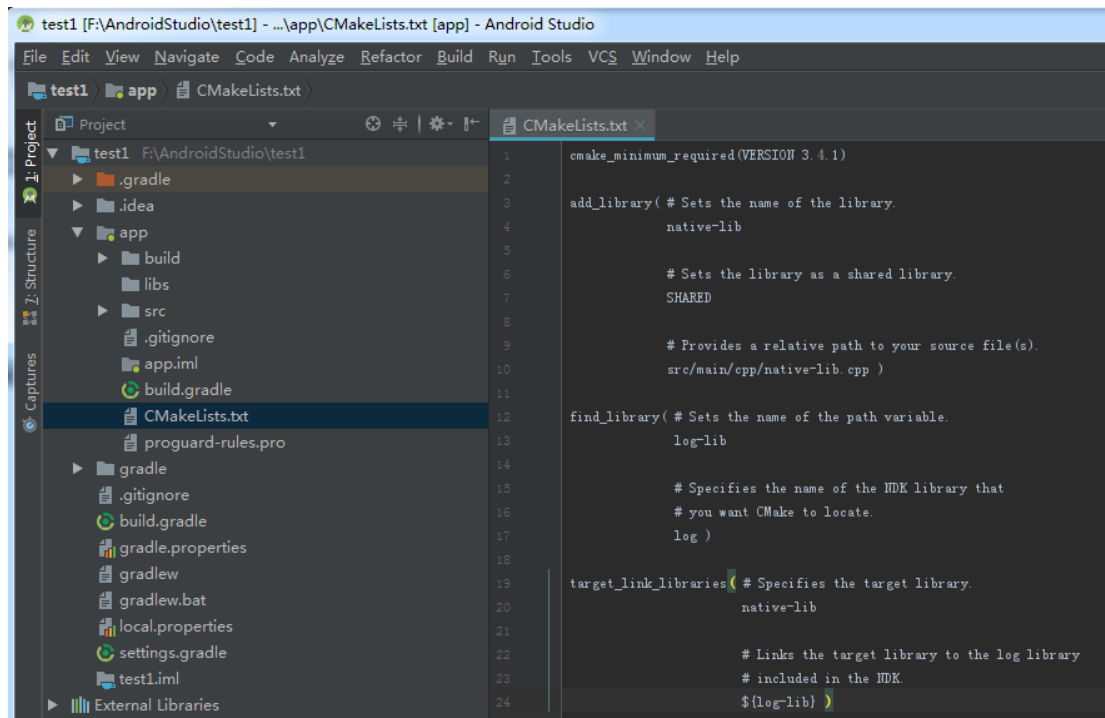 test1 [F:\AndroidStudio\test1] - ...\app\CMakeLists.txt [app] - Android Studio
File Edit View Navigate Code Analyze Refactor Build Run Tools VCS Window Help
test1 app CMakeLists.txt
1: Project
7: Structure
Captures
Project
test1 F:\AndroidStudio\test1
.gradle
.idea
app
build
libs
src
.gitignore
app.iml
build.gradle
CMakeLists.txt
proguard-rules.pro
gradle
.gitignore
build.gradle
gradle.properties
gradlew
gradlew.bat
local.properties
settings.gradle
test1.iml
External Libraries
CMakeLists.txt
1 cmake_minimum_required(VERSION 3.4.1)
2
3 add_library( # Sets the name of the library.
4 native-lib
5
6 # Sets the library as a shared library.
7 SHARED
8
9 # Provides a relative path to your source file(s).
10 src/main/cpp/native-lib.cpp )
11
12 find_library( # Sets the name of the path variable.
13 log-lib
14
15 # Specifies the name of the NDK library that
16 # you want CMake to locate.
17 log )
18
19 target_link_libraries( # Specifies the target library.
20 native-lib
21
22 # Links the target library to the log library
23 # included in the NDK.
24 ${log-lib} )